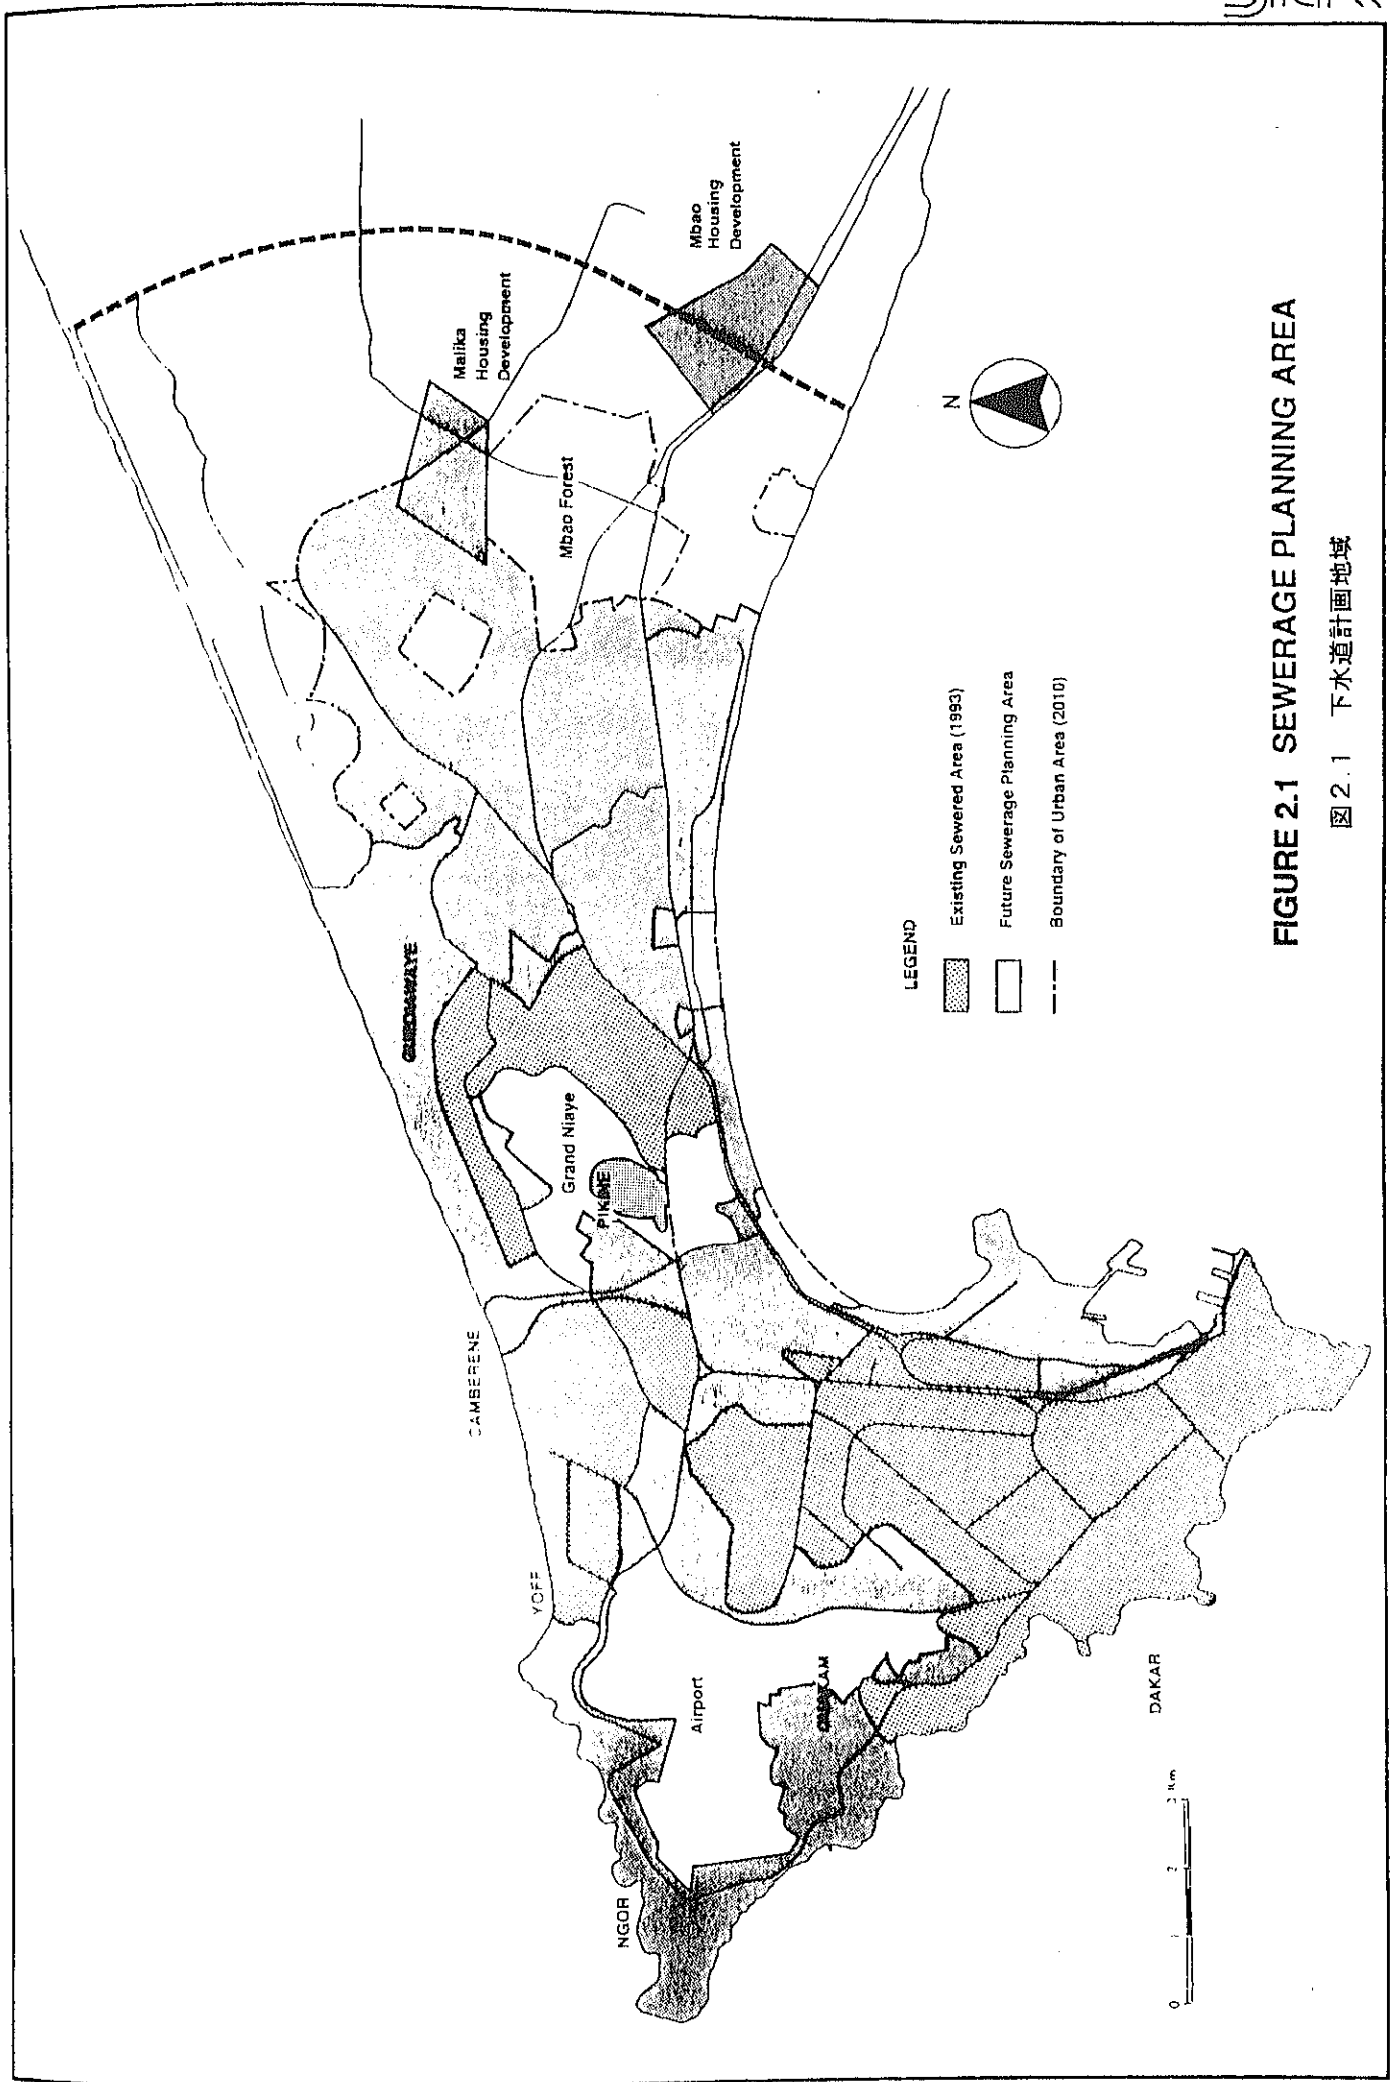 Mbao
Housing
Development
Malika
Housing
Development
Mbao Forest
N
GUEDIAWAYE
Grand Niaye
PIKINE
CAMBERENE
YOFF
Airport
OUAKAM
NGOR
DAKAR
LEGEND
Existing Sewered Area (1993)
Future Sewerage Planning Area
Boundary of Urban Area (2010)
0 1 2 3 km
FIGURE 2.1 SEWERAGE PLANNING AREA
図2.1 下水道計画地域